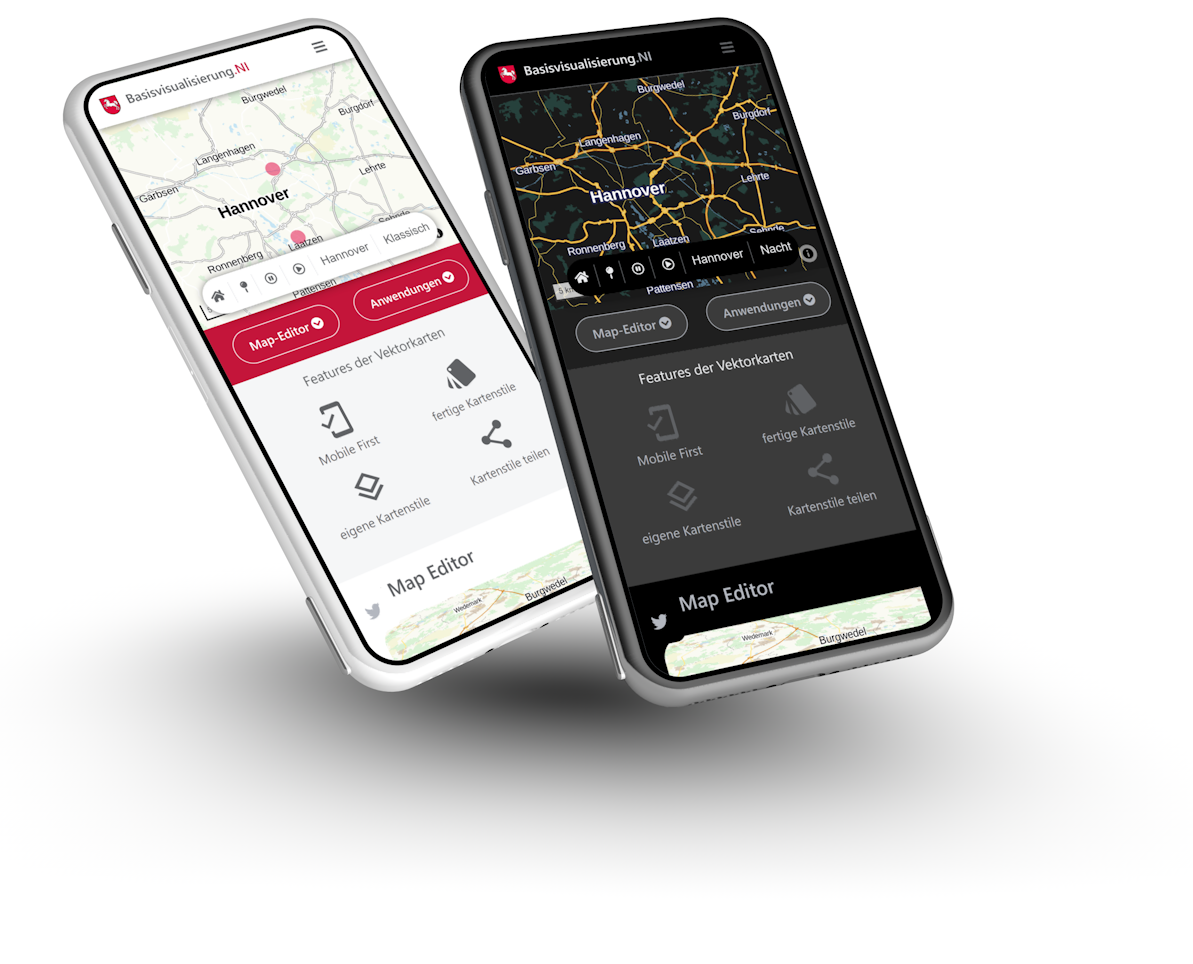 Basisvisualisierung.NI
Burgwedel
Burgdorf
Langenhagen
Lehrte
Garbsen
Hannover
Sehnde
Laatzen
Ronnenberg
Hannover Klassisch
Pattensen
Map-Editor Anwendungen
Features der Vektorkarten
Mobile First fertige Kartenstile
eigene Kartenstile Kartenstile teilen
Map Editor
Wedemark Burgwedel
Basisvisualisierung.NI
Burgwedel
Burgdorf
Langenhagen
Garbsen
Lehrte
Hannover
Sehnde
Ronnenberg Laatzen
Hannover Nacht
5 km
Pattensen
Map-Editor Anwendungen
Features der Vektorkarten
Mobile First fertige Kartenstile
eigene Kartenstile Kartenstile teilen
Map Editor
Wedemark Burgwedel